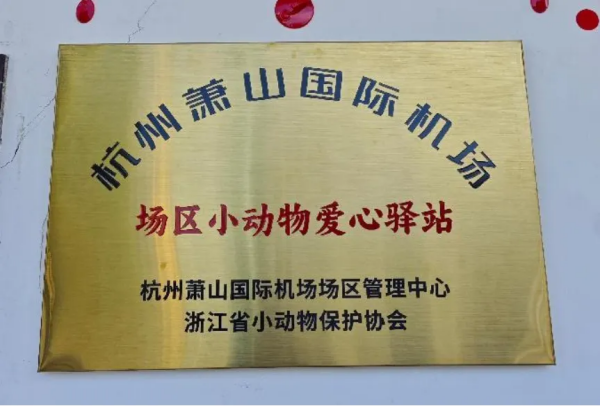 杭州萧山国际机场
场区小动物爱心驿站
杭州萧山国际机场场区管理中心
浙江省小动物保护协会